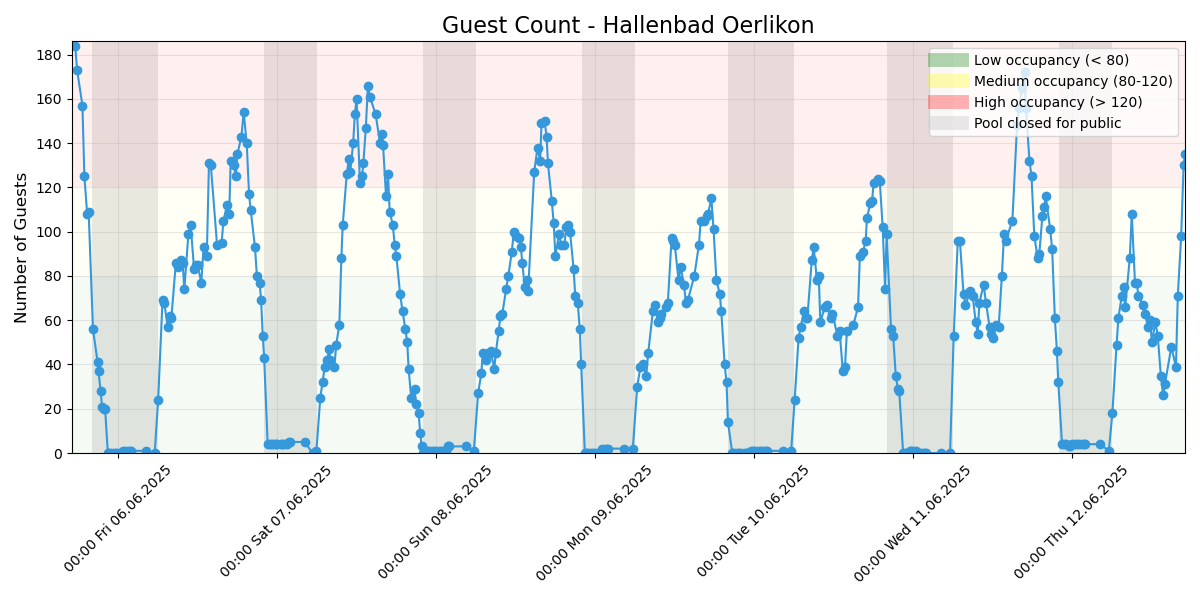 Guest Count - Hallenbad Oerlikon
Number of Guests
180
160
140
120
100
80
60
40
20
0
Low occupancy (< 80)
Medium occupancy (80-120)
High occupancy (> 120)
Pool closed for public
00:00 Fri 06.06.2025
00:00 Sat 07.06.2025
00:00 Sun 08.06.2025
00:00 Mon 09.06.2025
00:00 Tue 10.06.2025
00:00 Wed 11.06.2025
00:00 Thu 12.06.2025